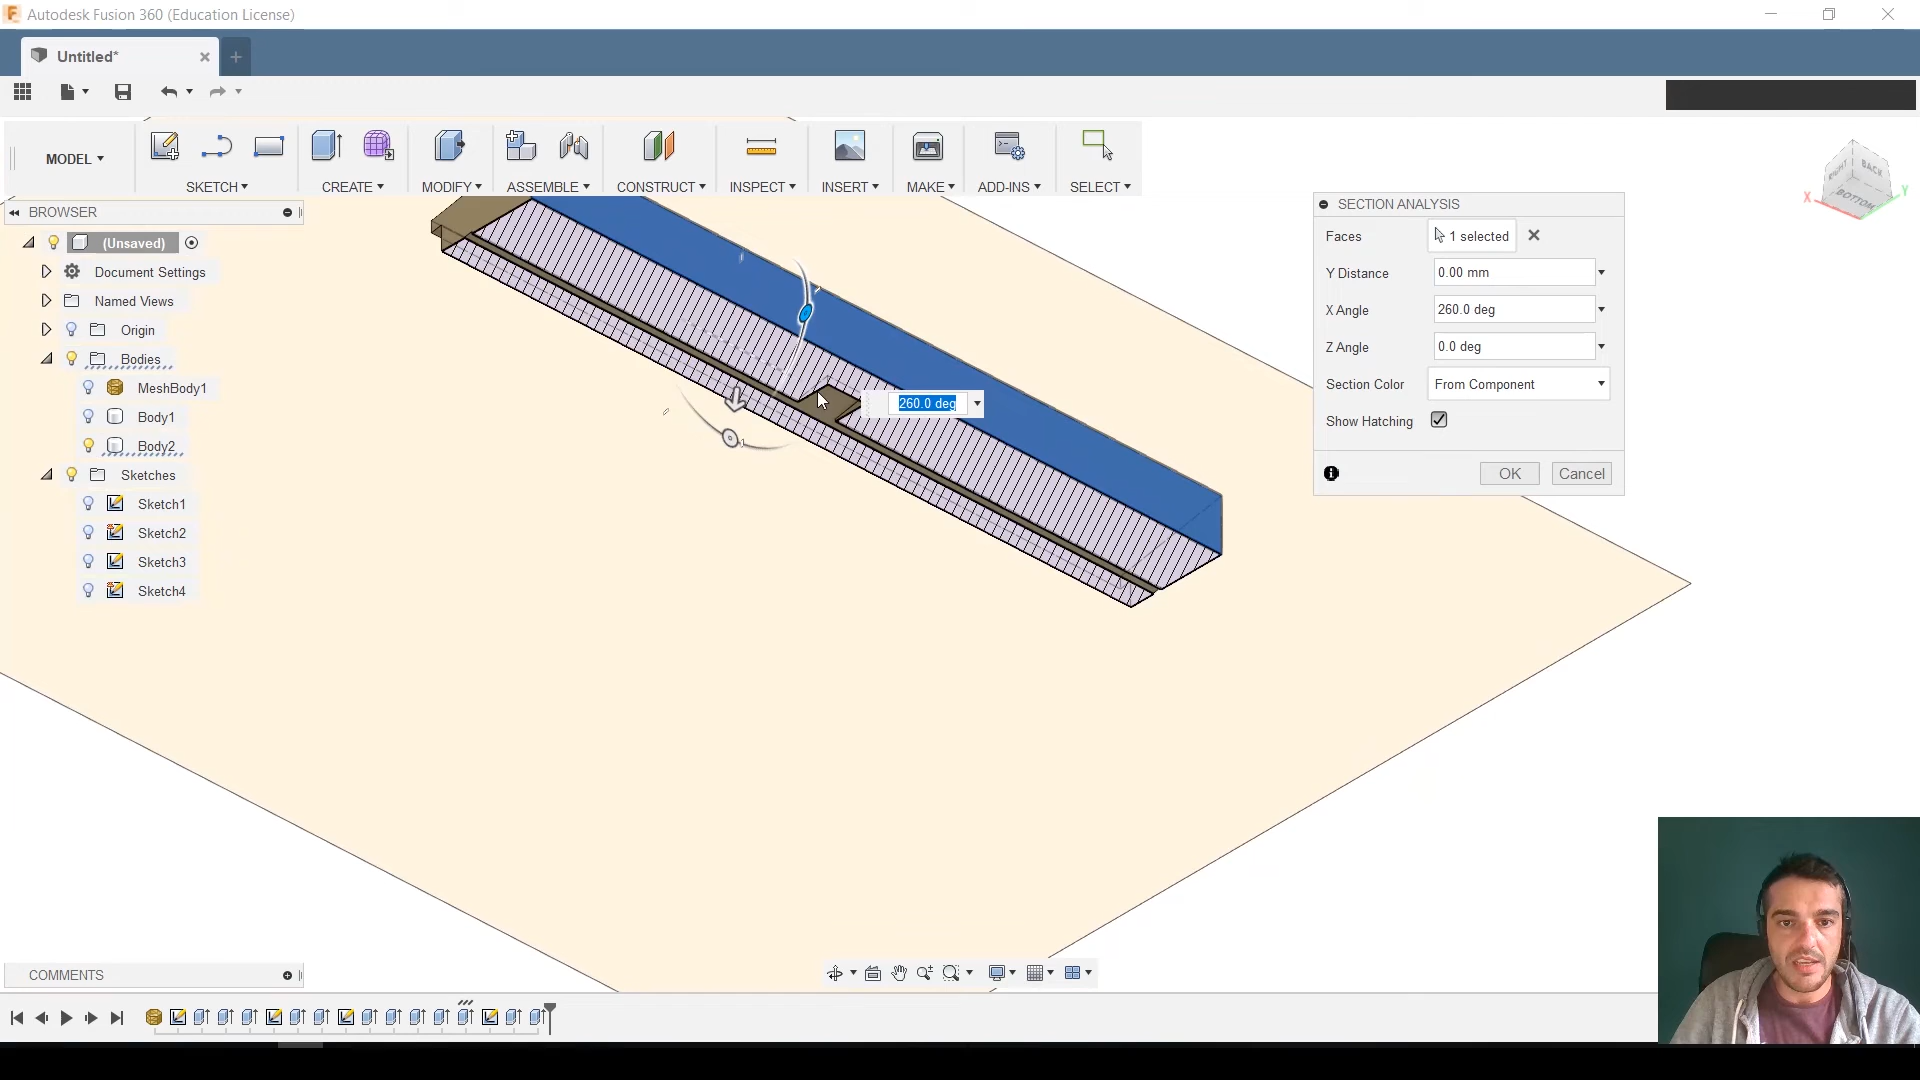 Autodesk Fusion 360 (Education License)
Untitled*
MODEL
SKETCH
CREATE
MODIFY
ASSEMBLE
CONSTRUCT
INSPECT
INSERT
MAKE
ADD-INS
SELECT
RIGHT
BACK
BOTTOM
X
Y
BROWSER
(Unsaved)
Document Settings
Named Views
Origin
Bodies
MeshBody1
Body1
Body2
Sketches
Sketch1
Sketch2
Sketch3
Sketch4
260.0 deg
SECTION ANALYSIS
Faces 1 selected
Y Distance 0.00 mm
X Angle 260.0 deg
Z Angle 0.0 deg
Section Color From Component
Show Hatching
OK Cancel
COMMENTS